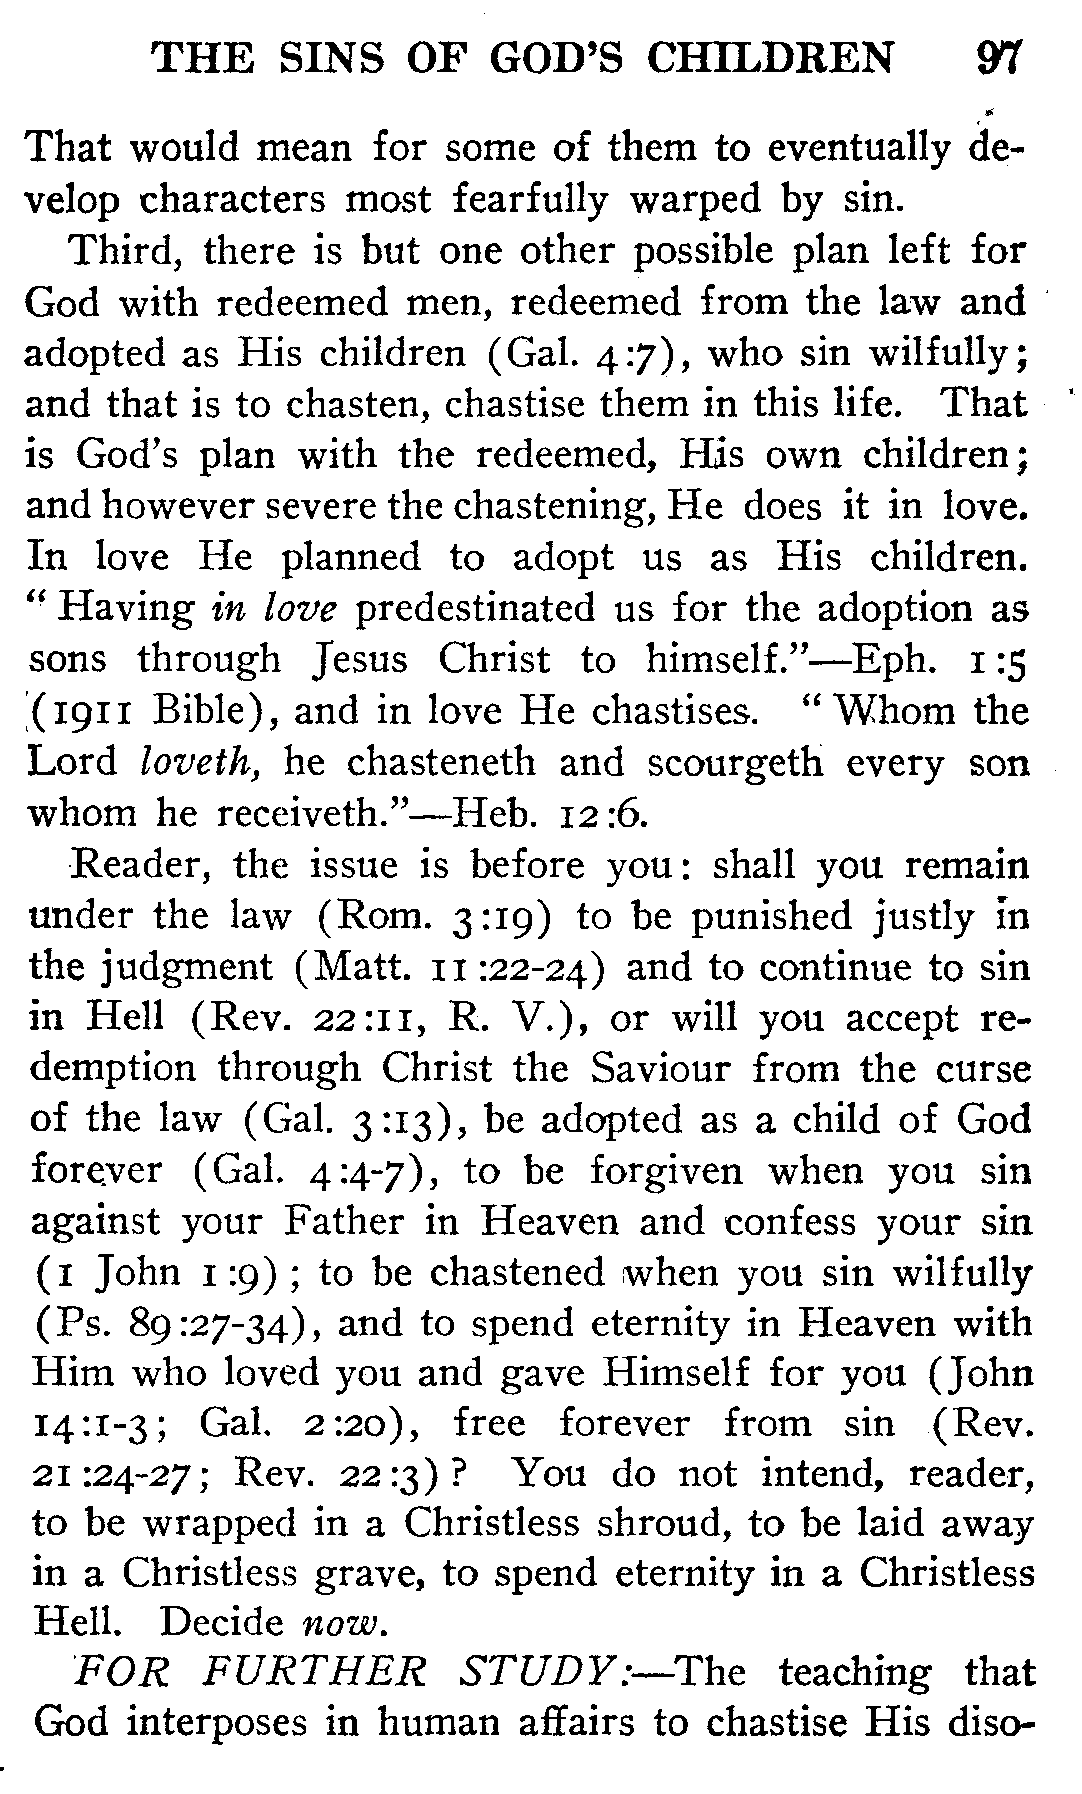 THE SINS OF GOD'S CHILDREN 97
That would mean for some of them to eventually de-
velop characters most fearfully warped by sin.
Third, there is but one other possible plan left for
God with redeemed men, redeemed from the law and
adopted as His children (Gal. 4:7), who sin wilfully;
and that is to chasten, chastise them in this life. That
is God's plan with the redeemed, His own children;
and however severe the chastening, He does it in love.
In love He planned to adopt us as His children.
"Having in love predestinated us for the adoption as
sons through Jesus Christ to himself."—Eph. 1:5
(1911 Bible), and in love He chastises. "Whom the
Lord loveth, he chasteneth and scourgeth every son
whom he receiveth."—Heb. 12:6.
Reader, the issue is before you: shall you remain
under the law (Rom. 3:19) to be punished justly in
the judgment (Matt. 11:22-24) and to continue to sin
in Hell (Rev. 22:11, R. V.), or will you accept re-
demption through Christ the Saviour from the curse
of the law (Gal. 3:13), be adopted as a child of God
forever (Gal. 4:4-7), to be forgiven when you sin
against your Father in Heaven and confess your sin
(1 John 1:9); to be chastened when you sin wilfully
(Ps. 89:27-34), and to spend eternity in Heaven with
Him who loved you and gave Himself for you (John
14:1-3; Gal. 2:20), free forever from sin (Rev.
21:24-27; Rev. 22:3)? You do not intend, reader,
to be wrapped in a Christless shroud, to be laid away
in a Christless grave, to spend eternity in a Christless
Hell. Decide now.
FOR FURTHER STUDY:—The teaching that
God interposes in human affairs to chastise His diso-